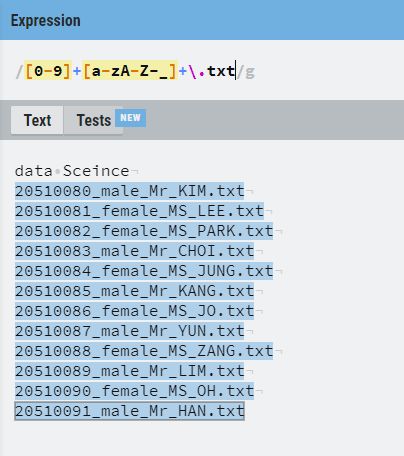 Expression
/[0-9]+[a-zA-Z-_]+\.txt/g
Text Tests NEW
data Sceince
20510080_male_Mr_KIM.txt
20510081_female_MS_LEE.txt
20510082_female_MS_PARK.txt
20510083_male_Mr_CHOI.txt
20510084_female_MS_JUNG.txt
20510085_male_Mr_KANG.txt
20510086_female_MS_JO.txt
20510087_male_Mr_YUN.txt
20510088_female_MS_ZANG.txt
20510089_male_Mr_LIM.txt
20510090_female_MS_OH.txt
20510091_male_Mr_HAN.txt